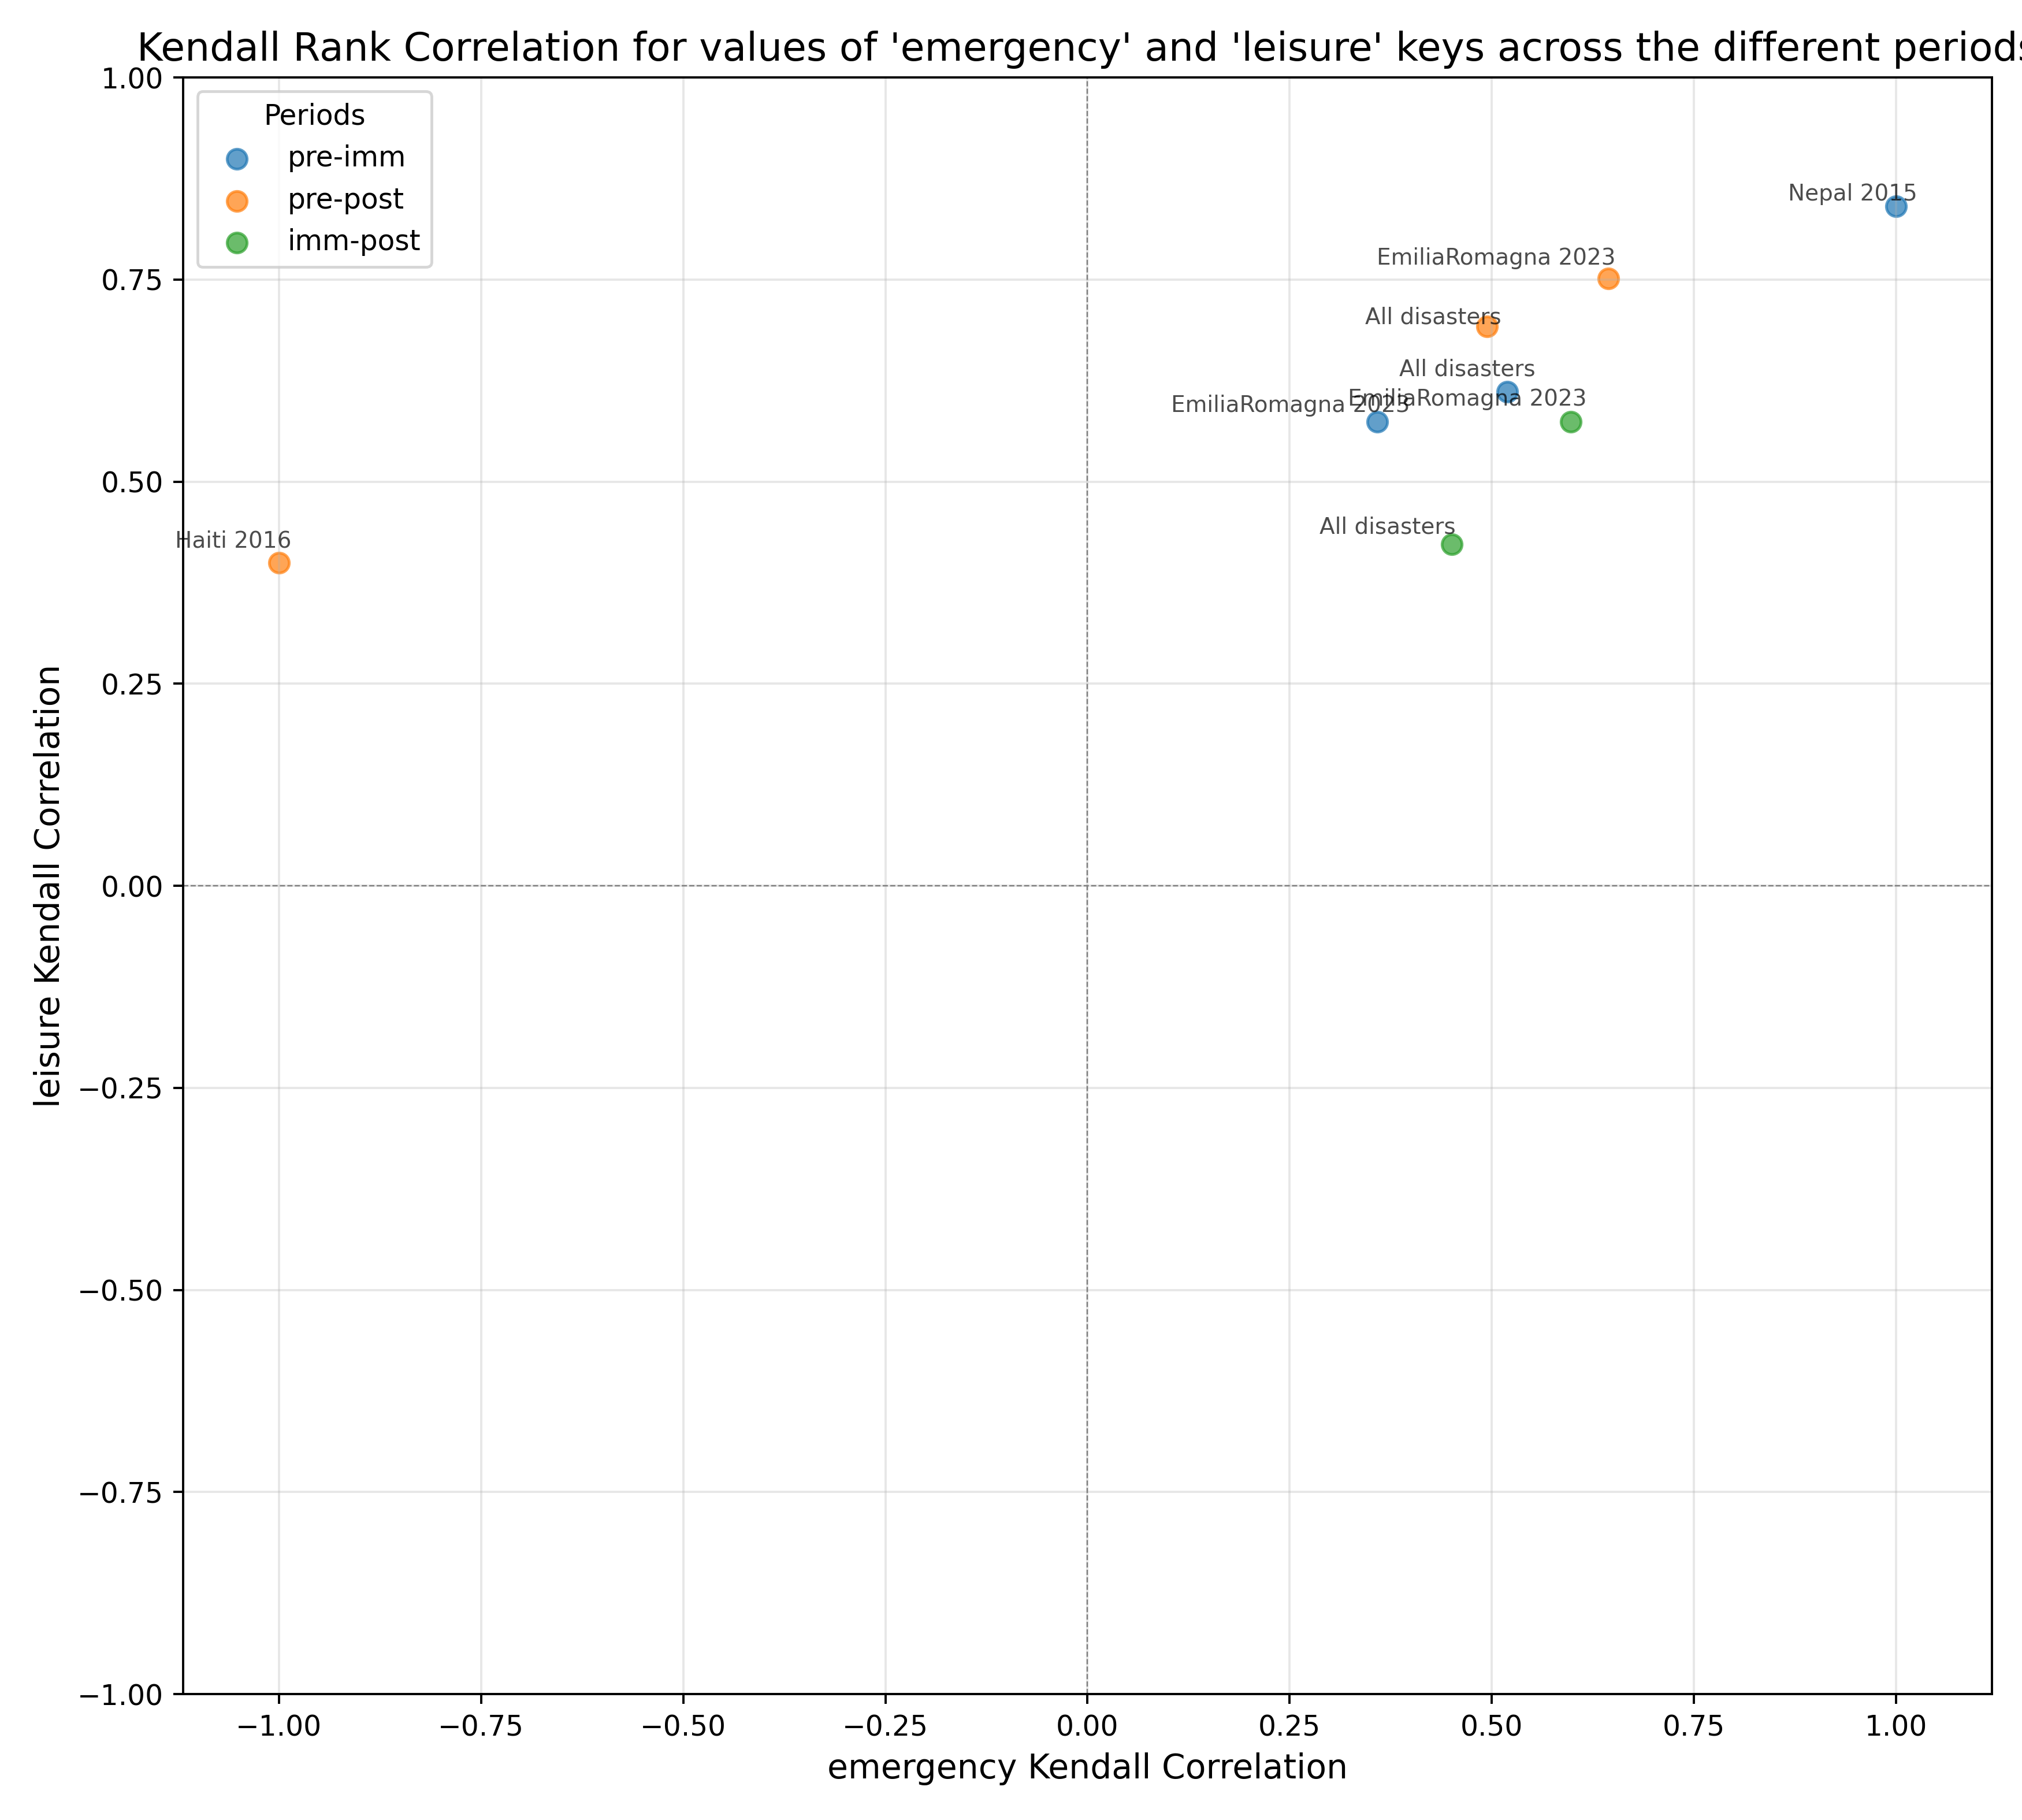 Kendall Rank Correlation for values of 'emergency' and 'leisure' keys across the different periods
Periods
pre-imm
pre-post
imm-post
Nepal 2015
EmiliaRomagna 2023
All disasters
All disasters
EmiliaRomagna 2023
EmiliaRomagna 2023
All disasters
Haiti 2016
1.00
0.75
0.50
0.25
0.00
−0.25
−0.50
−0.75
−1.00
leisure Kendall Correlation
−1.00
−0.75
−0.50
−0.25
0.00
0.25
0.50
0.75
1.00
emergency Kendall Correlation